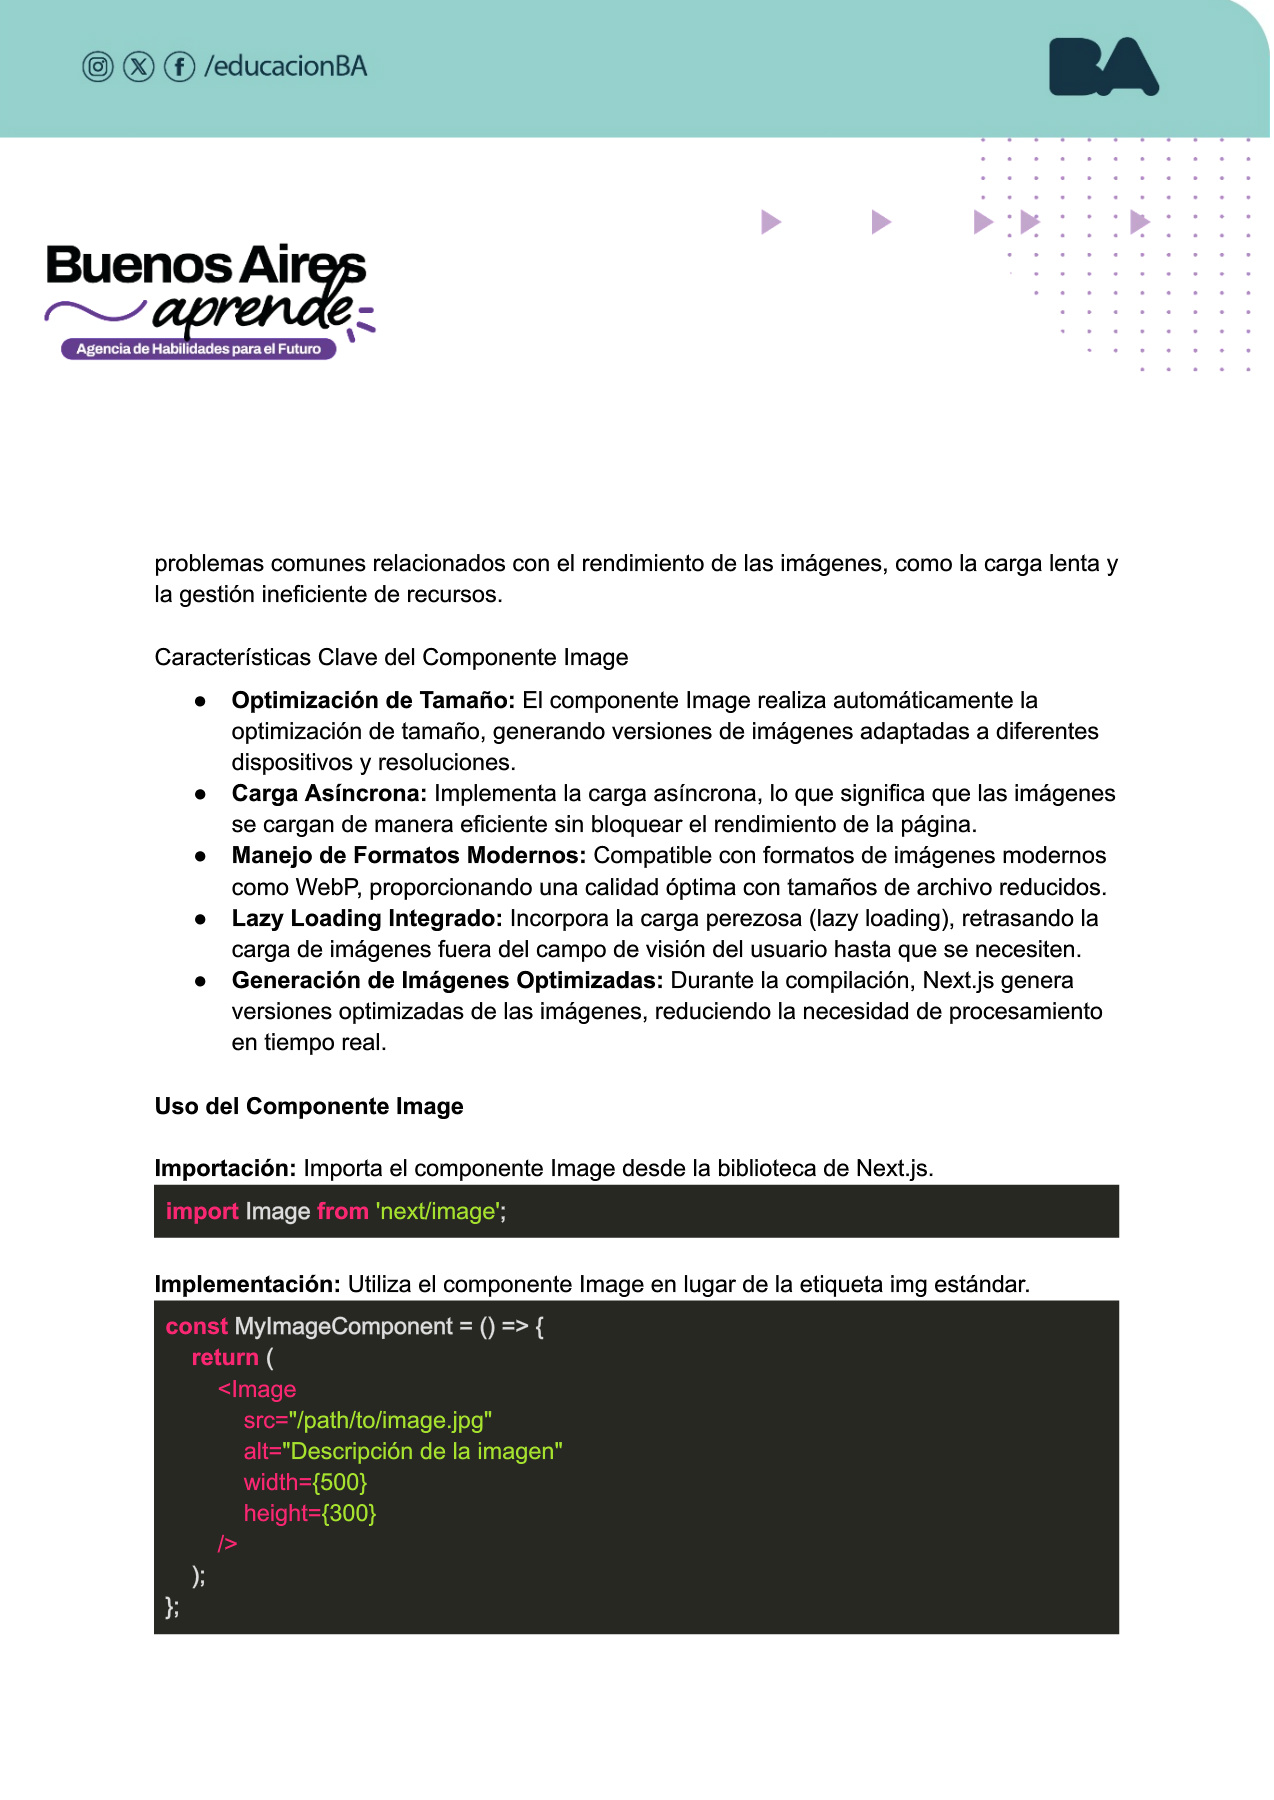 /educacionBA
BA
Buenos Aires
aprende
Agencia de Habilidades para el Futuro
problemas comunes relacionados con el rendimiento de las imágenes, como la carga lenta y
la gestión ineficiente de recursos.
Características Clave del Componente Image
● Optimización de Tamaño: El componente Image realiza automáticamente la
optimización de tamaño, generando versiones de imágenes adaptadas a diferentes
dispositivos y resoluciones.
● Carga Asíncrona: Implementa la carga asíncrona, lo que significa que las imágenes
se cargan de manera eficiente sin bloquear el rendimiento de la página.
● Manejo de Formatos Modernos: Compatible con formatos de imágenes modernos
como WebP, proporcionando una calidad óptima con tamaños de archivo reducidos.
● Lazy Loading Integrado: Incorpora la carga perezosa (lazy loading), retrasando la
carga de imágenes fuera del campo de visión del usuario hasta que se necesiten.
● Generación de Imágenes Optimizadas: Durante la compilación, Next.js genera
versiones optimizadas de las imágenes, reduciendo la necesidad de procesamiento
en tiempo real.
Uso del Componente Image
Importación: Importa el componente Image desde la biblioteca de Next.js.
import Image from 'next/image';
Implementación: Utiliza el componente Image en lugar de la etiqueta img estándar.
const MyImageComponent = () => {
return (
<Image
src="/path/to/image.jpg"
alt="Descripción de la imagen"
width={500}
height={300}
/>
);
};